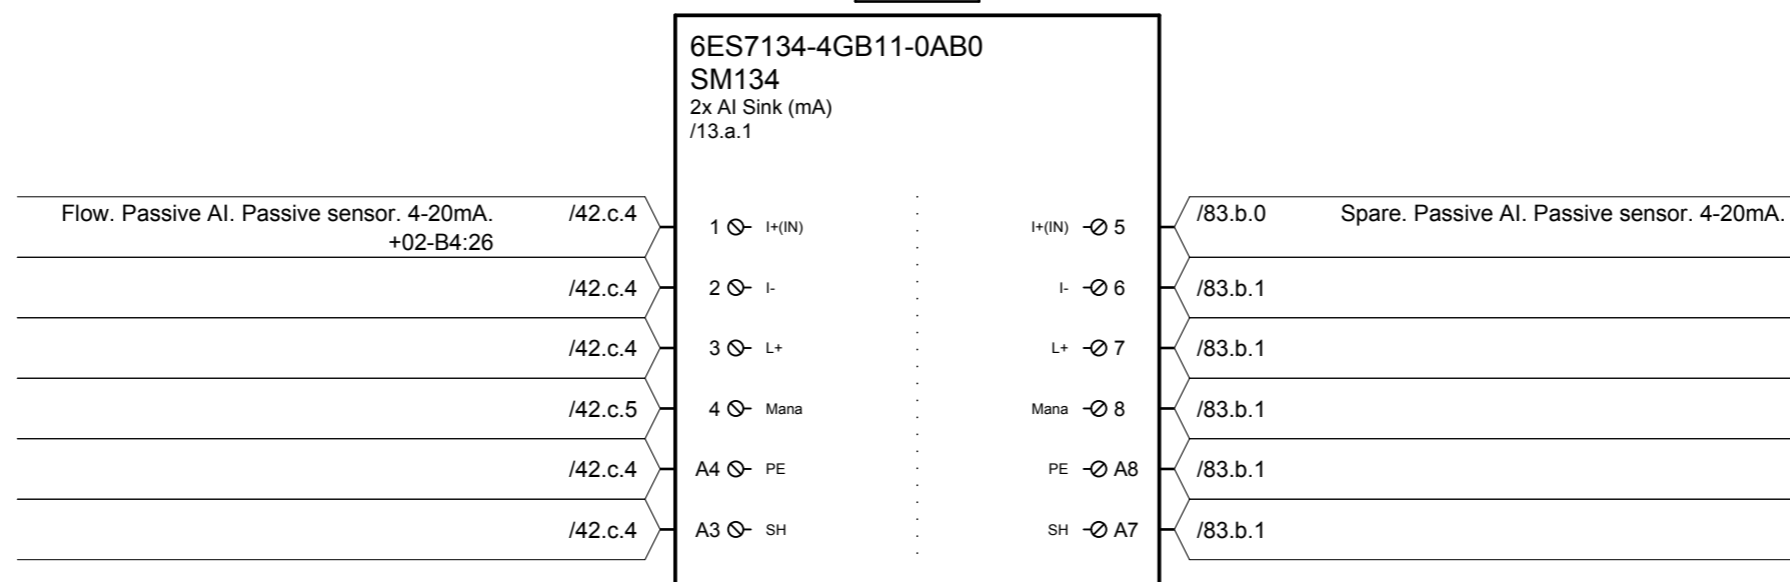 6ES7134-4GB11-0AB0
SM134
2x AI Sink (mA)
/13.a.1
Flow. Passive AI. Passive sensor. 4-20mA. /42.c.4 1 I+(IN) I+(IN) 5 /83.b.0 Spare. Passive AI. Passive sensor. 4-20mA.
+02-B4:26
/42.c.4 2 I- I- 6 /83.b.1
/42.c.4 3 L+ L+ 7 /83.b.1
/42.c.5 4 Mana Mana 8 /83.b.1
/42.c.4 A4 PE PE A8 /83.b.1
/42.c.4 A3 SH SH A7 /83.b.1